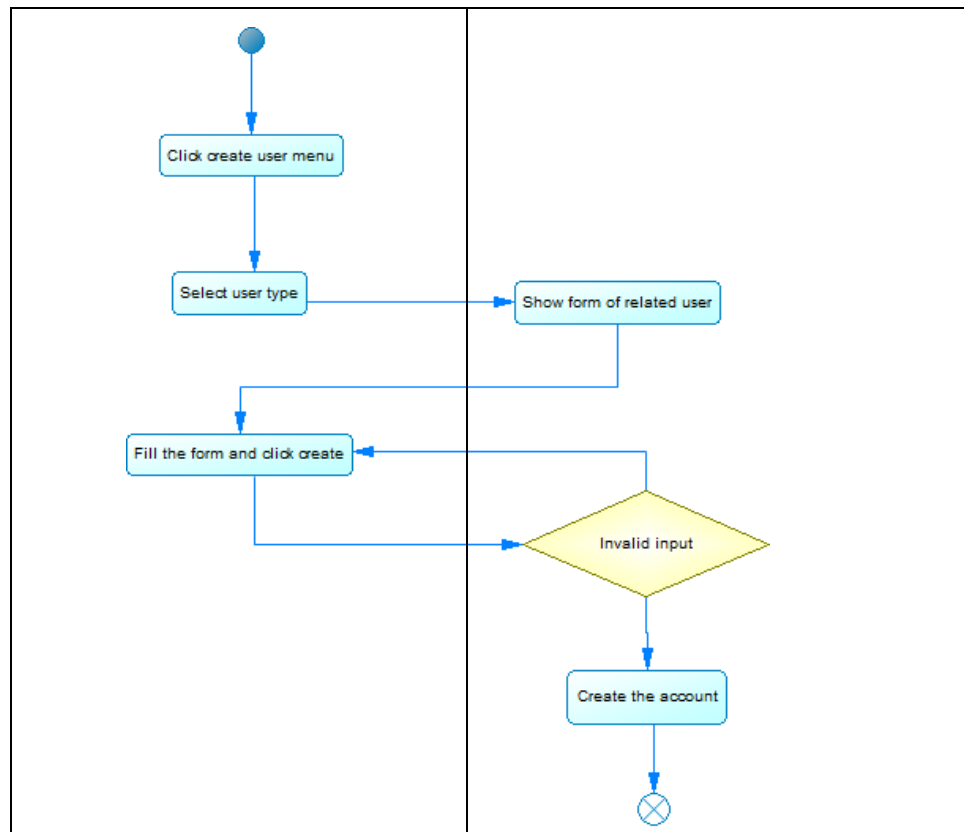 Click create user menu
Select user type
Show form of related user
Fill the form and click create
Invalid input
Create the account